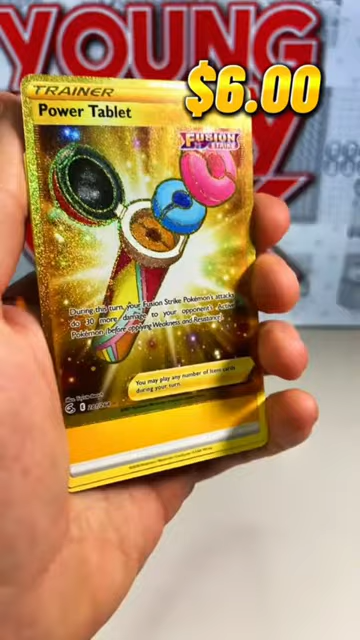 YOUNG
$6.00
TRAINER
Power Tablet
FUSION
STRIKE
During this turn, your Fusion Strike Pokémon's attacks
do 30 more damage to your opponent's Active
Pokémon (before applying Weakness and Resistance).
You may play any number of Item cards
during your turn.